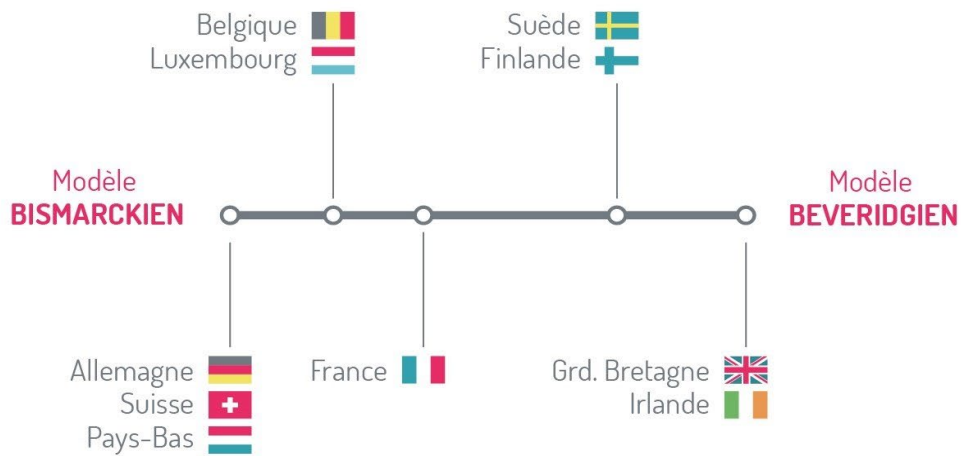 Belgique
Luxembourg
Suède
Finlande
Modèle
BISMARCKIEN
Modèle
BEVERIDGIEN
Allemagne
Suisse
Pays-Bas
France
Grd. Bretagne
Irlande